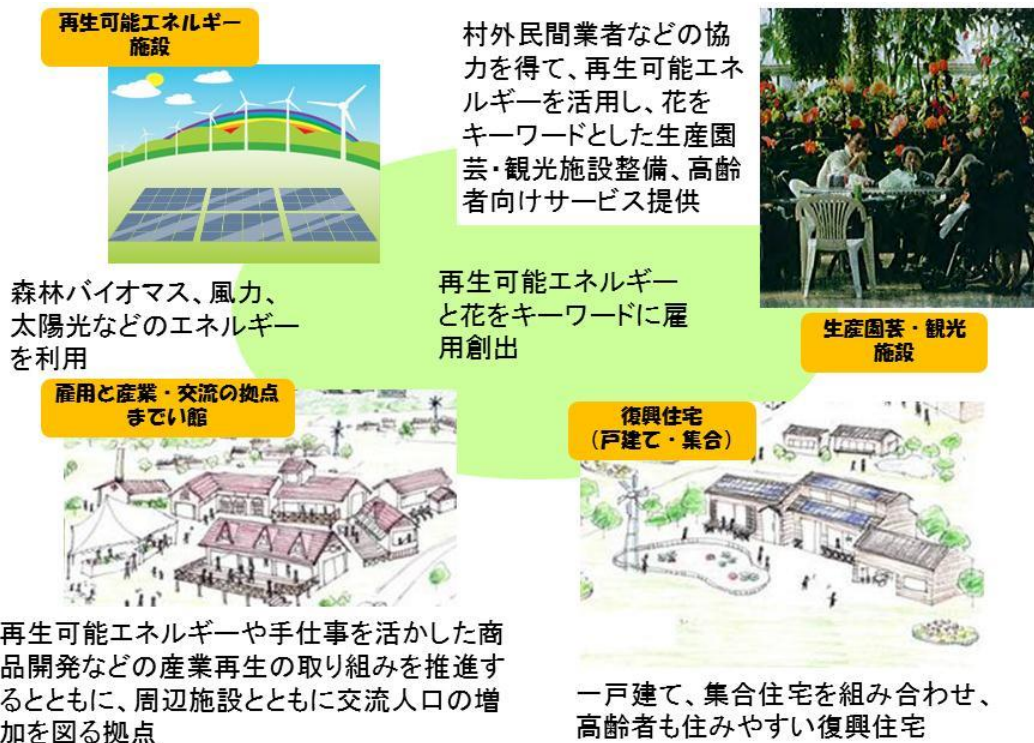 再生可能エネルギー
施設
村外民間業者などの協
力を得て、再生可能エネ
ルギーを活用し、花を
キーワードとした生産園
芸・観光施設整備、高齢
者向けサービス提供
森林バイオマス、風力、
太陽光などのエネルギー
を利用
再生可能エネルギー
と花をキーワードに雇
用創出
生産園芸・観光
施設
雇用と産業・交流の拠点
までい館
復興住宅
(戸建て・集合)
再生可能エネルギーや手仕事を活かした商
品開発などの産業再生の取り組みを推進す
るとともに、周辺施設とともに交流人口の増
加を図る拠点
一戸建て、集合住宅を組み合わせ、
高齢者も住みやすい復興住宅